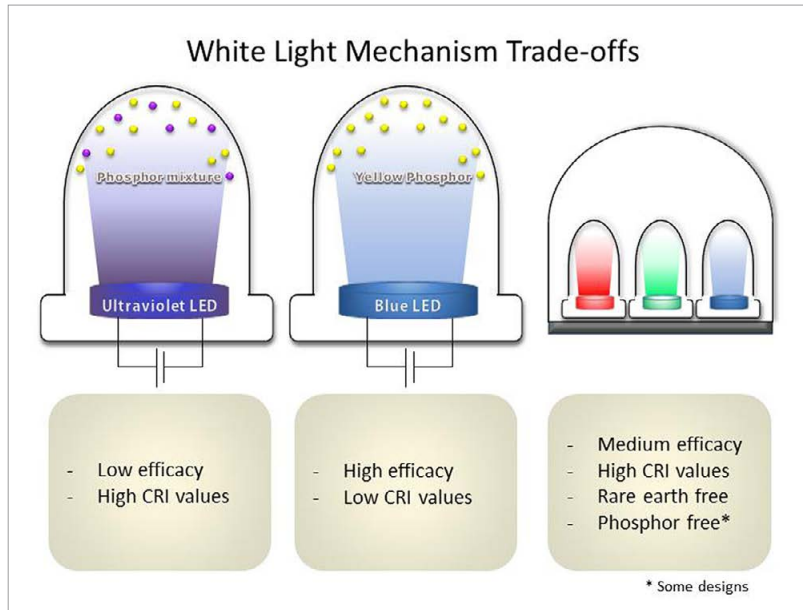 White Light Mechanism Trade-offs
Phosphor mixture
Ultraviolet LED
Yellow Phosphor
Blue LED
- Low efficacy
- High CRI values
- High efficacy
- Low CRI values
- Medium efficacy
- High CRI values
- Rare earth free
- Phosphor free*
* Some designs